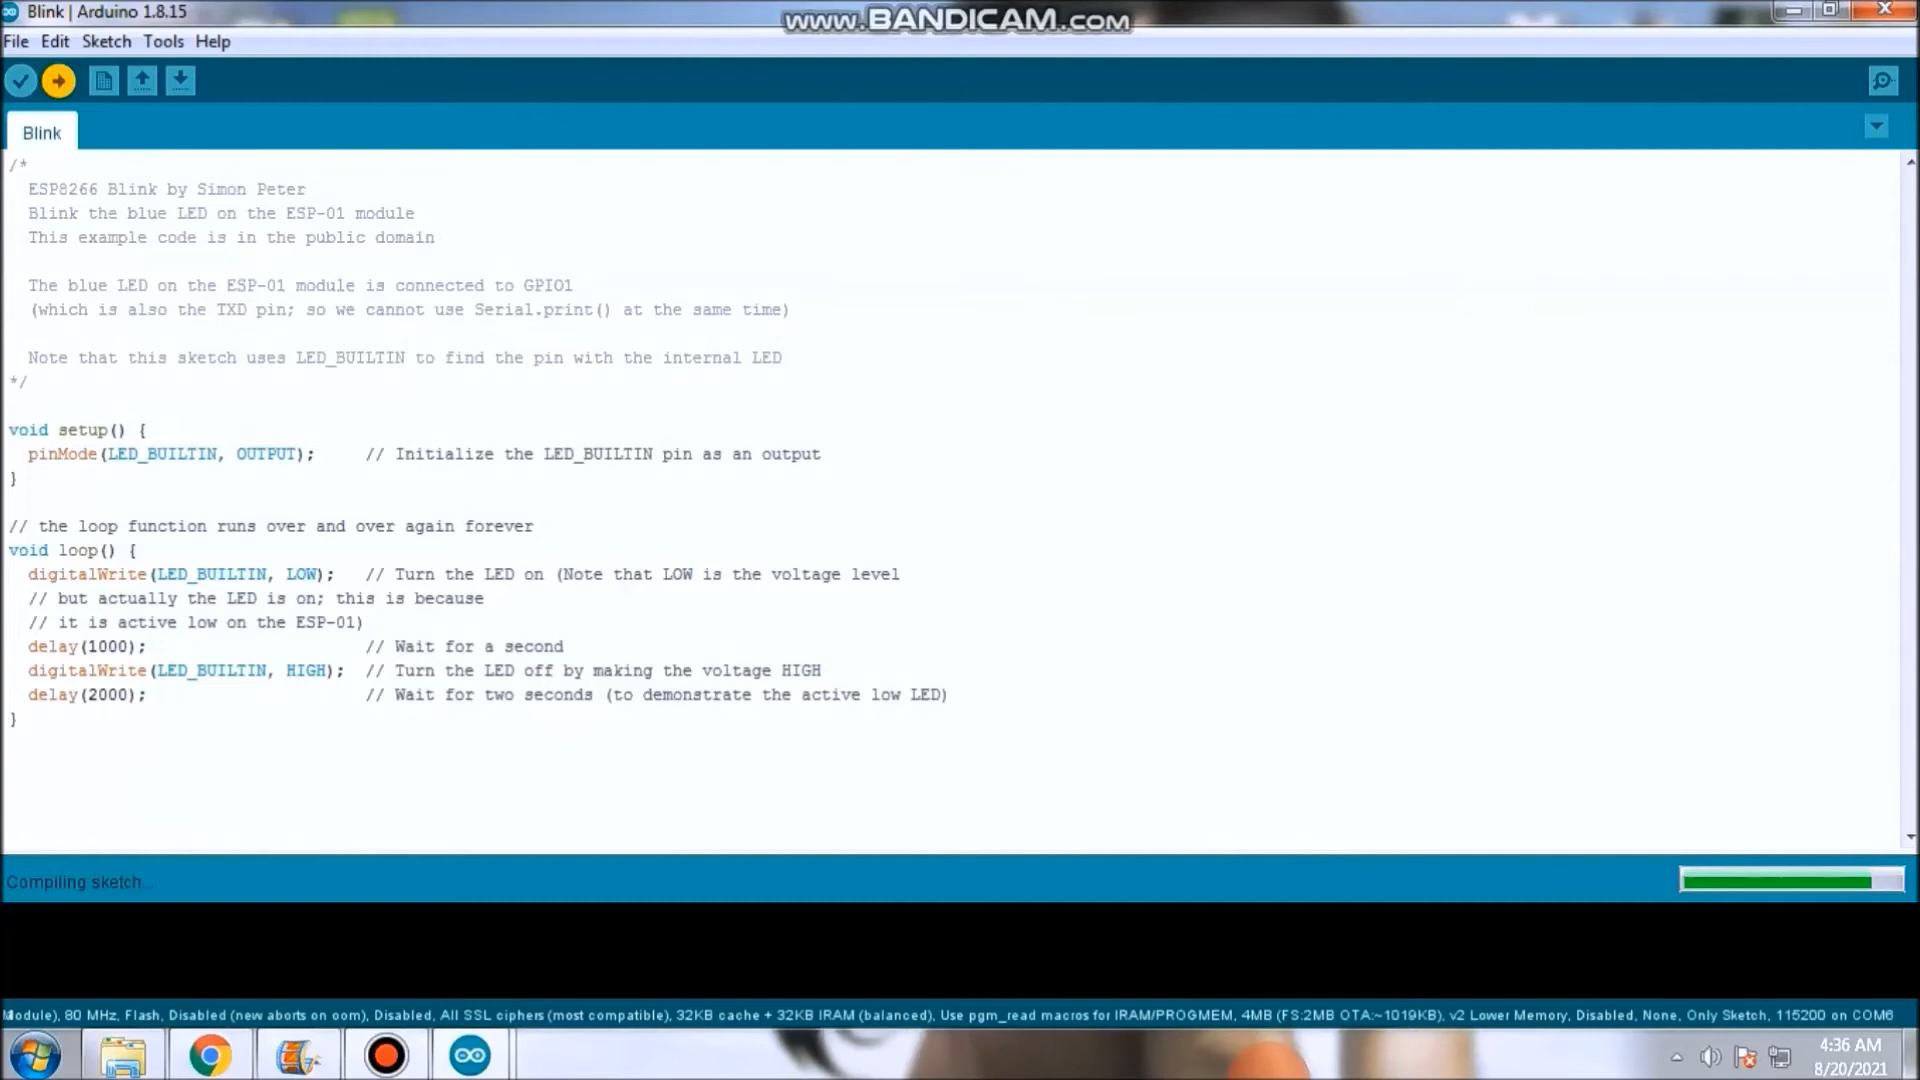 Blink | Arduino 1.8.15
www.BANDICAM.com
File Edit Sketch Tools Help
Blink
/*
ESP8266 Blink by Simon Peter
Blink the blue LED on the ESP-01 module
This example code is in the public domain
The blue LED on the ESP-01 module is connected to GPIO1
(which is also the TXD pin; so we cannot use Serial.print() at the same time)
Note that this sketch uses LED_BUILTIN to find the pin with the internal LED
*/
void setup() {
pinMode(LED_BUILTIN, OUTPUT); // Initialize the LED_BUILTIN pin as an output
}
// the loop function runs over and over again forever
void loop() {
digitalWrite(LED_BUILTIN, LOW); // Turn the LED on (Note that LOW is the voltage level
// but actually the LED is on; this is because
// it is active low on the ESP-01)
delay(1000); // Wait for a second
digitalWrite(LED_BUILTIN, HIGH); // Turn the LED off by making the voltage HIGH
delay(2000); // Wait for two seconds (to demonstrate the active low LED)
}
Compiling sketch...
Module), 80 MHz, Flash, Disabled (new aborts on oom), Disabled, All SSL ciphers (most compatible), 32KB cache + 32KB IRAM (balanced), Use pgm_read macros for IRAM/PROGMEM, 4MB (FS:2MB OTA:~1019KB), v2 Lower Memory, Disabled, None, Only Sketch, 115200 on COM6
4:36 AM
8/20/2021